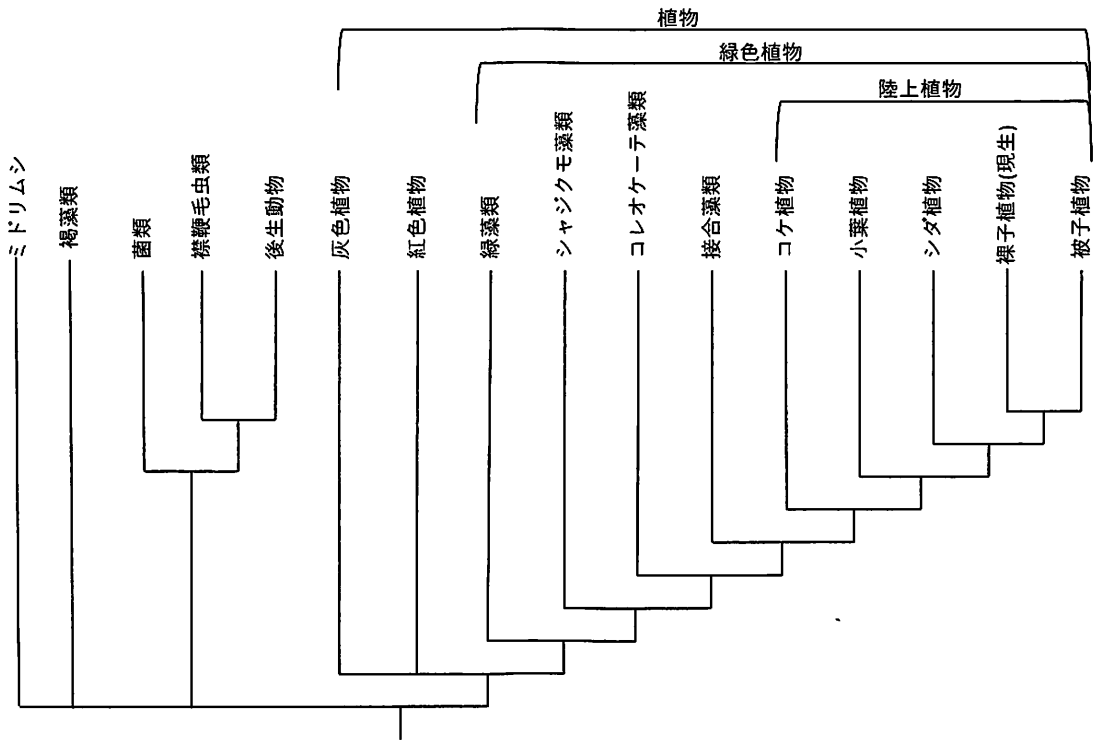 植物
緑色植物
陸上植物
ミドリムシ
褐藻類
菌類
襟鞭毛虫類
後生動物
灰色植物
紅色植物
緑藻類
シャジクモ藻類
コレオケーテ藻類
接合藻類
コケ植物
小葉植物
シダ植物
裸子植物(現生)
被子植物